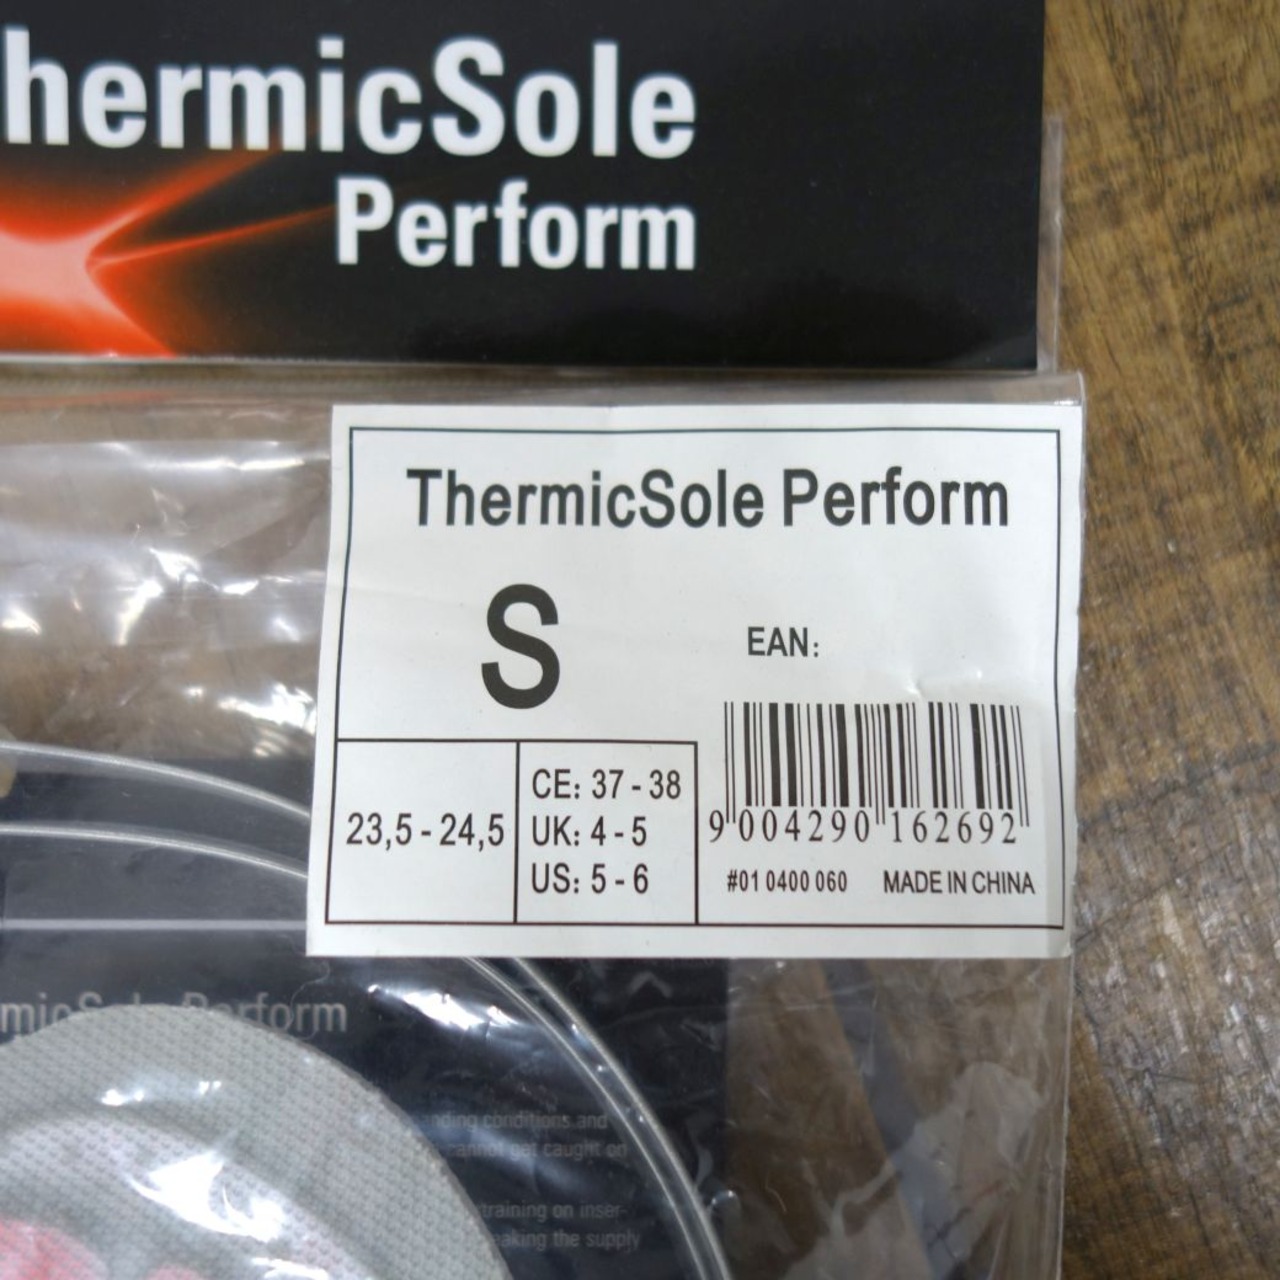 hermicSole
Perform
ThermicSole Perform
S
EAN:
23,5 - 24,5
CE: 37 - 38
UK: 4 - 5
US: 5 - 6
9 004290 162692
#01 0400 060 MADE IN CHINA
micSole Perform
anding conditions and
cannot get caught on
training on inser-
eaking the supply